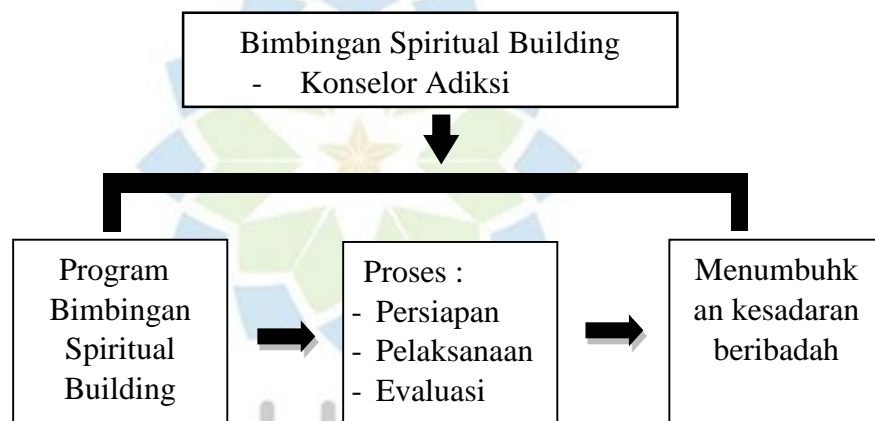 Bimbingan Spiritual Building
- Konselor Adiksi
Program
Bimbingan
Spiritual
Building
Proses :
- Persiapan
- Pelaksanaan
- Evaluasi
Menumbuhk
an kesadaran
beribadah